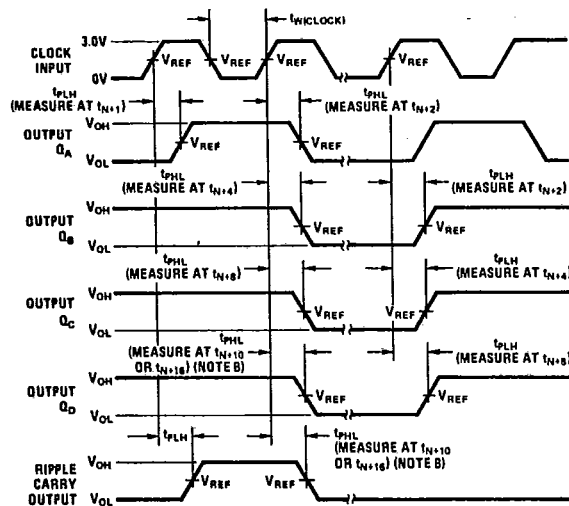 tW(CLOCK)
3.0V
CLOCK
INPUT
VREF
VREF
VREF
VREF
0V
tPLH
(MEASURE AT tN+1)
tPHL
(MEASURE AT tN+2)
VOH
OUTPUT
QA
VREF
VREF
VOL
tPHL
(MEASURE AT tN+4)
tPLH
(MEASURE AT tN+2)
VOH
OUTPUT
QB
VREF
VREF
VOL
tPHL
(MEASURE AT tN+8)
tPLH
(MEASURE AT tN+4)
VOH
OUTPUT
QC
VREF
VREF
VOL
tPHL
(MEASURE AT tN+10
OR tN+16) (NOTE B)
tPLH
(MEASURE AT tN+8)
VOH
OUTPUT
QD
VREF
VREF
VOL
tPLH
tPHL
(MEASURE AT tN+10
OR tN+16) (NOTE B)
VOH
RIPPLE
CARRY
OUTPUT
VREF
VREF
VOL